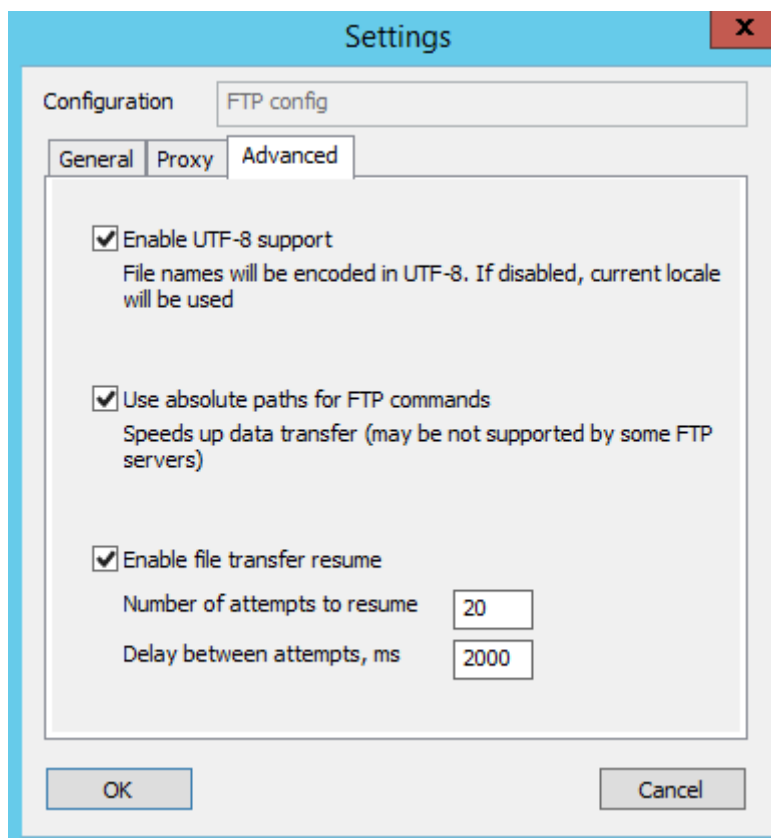 Settings
x
Configuration
FTP config
General
Proxy
Advanced
Enable UTF-8 support
File names will be encoded in UTF-8. If disabled, current locale
will be used
Use absolute paths for FTP commands
Speeds up data transfer (may be not supported by some FTP
servers)
Enable file transfer resume
Number of attempts to resume
20
Delay between attempts, ms
2000
OK
Cancel